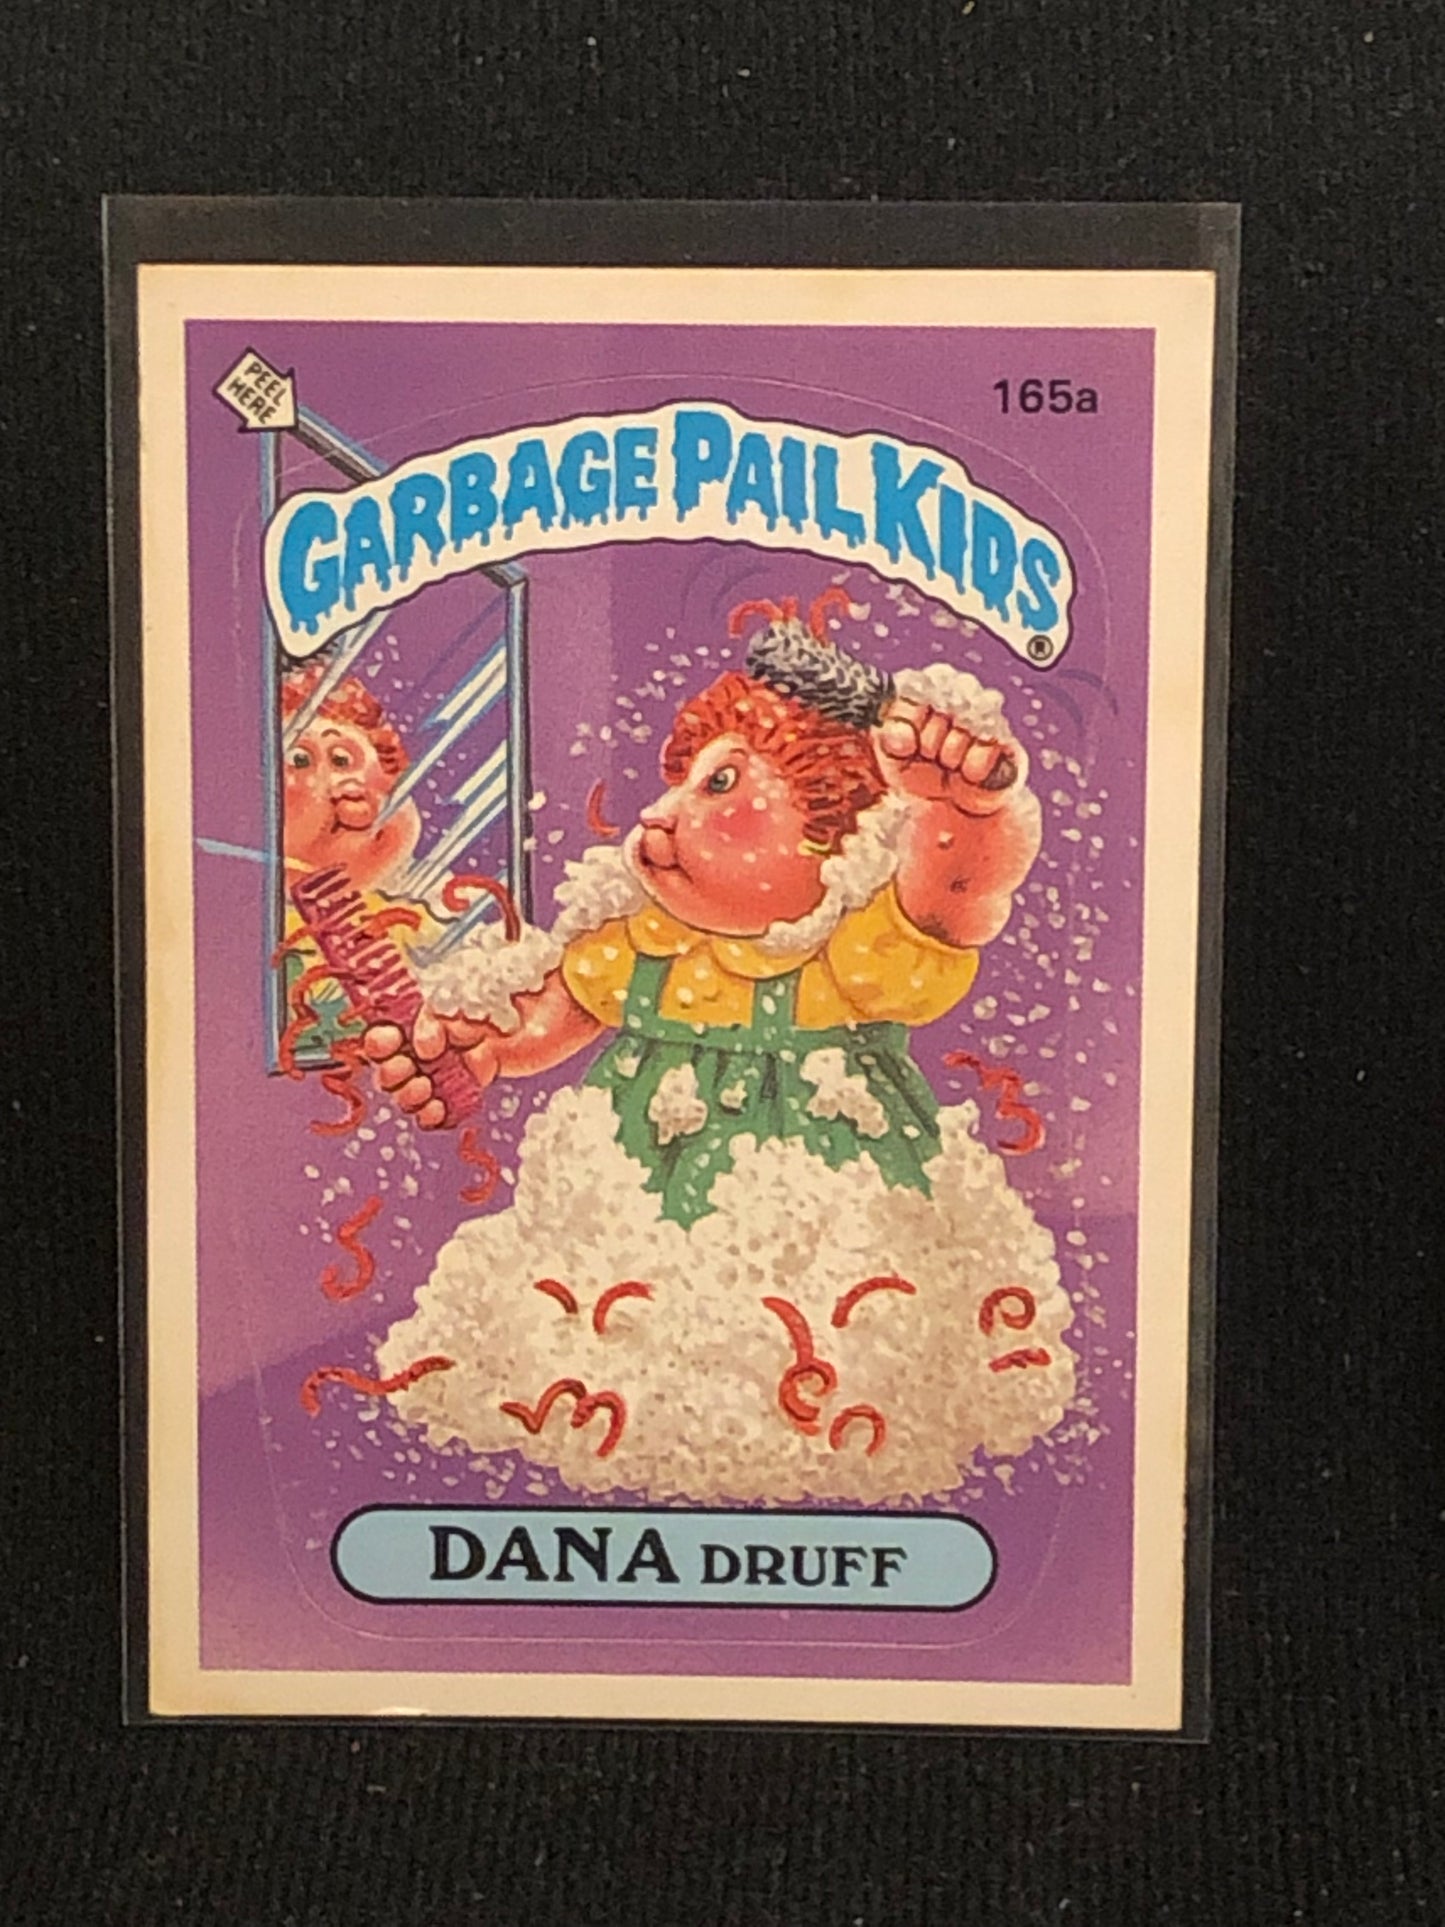 PEEL
HERE
165a
GARBAGE PAIL KIDS
®
DANA DRUFF